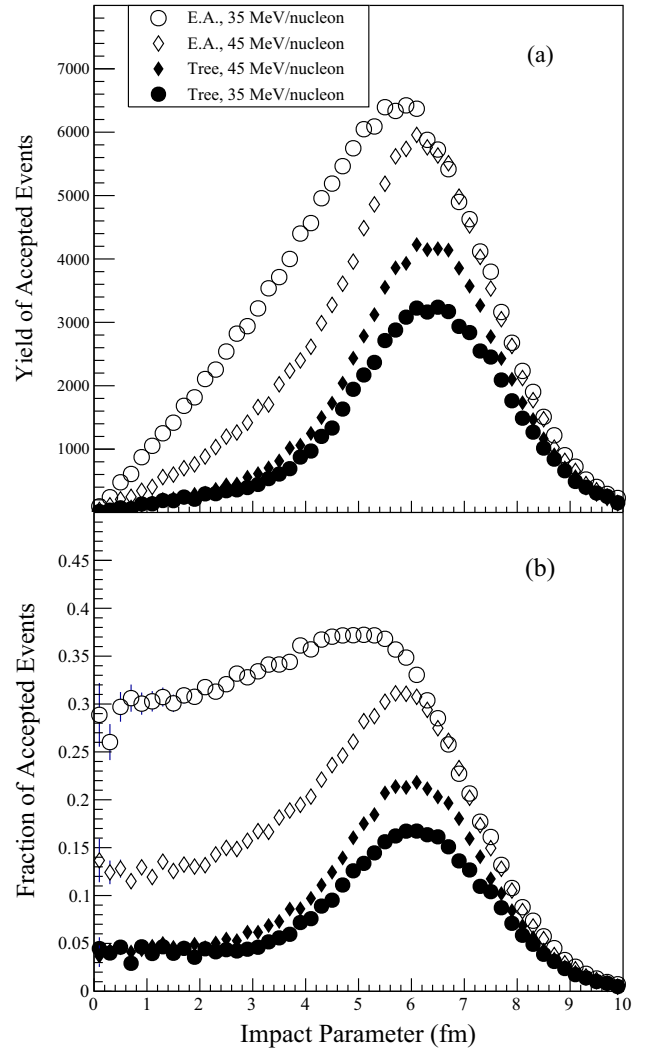 E.A., 35 MeV/nucleon
E.A., 45 MeV/nucleon
Tree, 45 MeV/nucleon
Tree, 35 MeV/nucleon
(a)
7000
6000
5000
4000
3000
2000
1000
Yield of Accepted Events
(b)
0.45
0.4
0.35
0.3
0.25
0.2
0.15
0.1
0.05
0
Fraction of Accepted Events
0 1 2 3 4 5 6 7 8 9 10
Impact Parameter (fm)